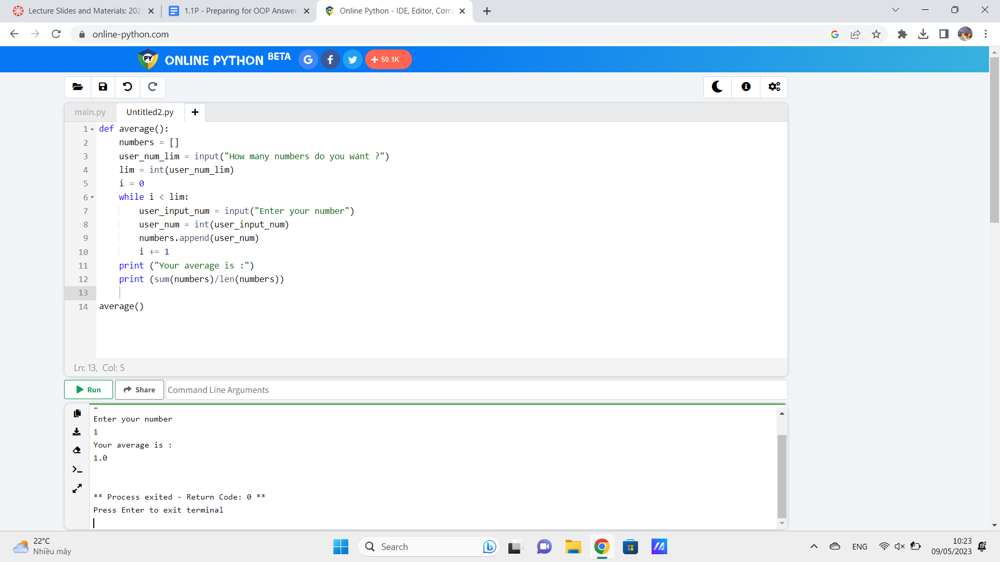 Lecture Slides and Materials: 202
1.1P - Preparing for OOP Answer
Online Python - IDE, Editor, Com
online-python.com
PY ONLINE PYTHON BETA
50.1K
main.py
Untitled2.py
1 def average():
2 numbers = []
3 user_num_lim = input("How many numbers do you want ?")
4 lim = int(user_num_lim)
5 i = 0
6 while i < lim:
7 user_input_num = input("Enter your number")
8 user_num = int(user_input_num)
9 numbers.append(user_num)
10 i += 1
11 print ("Your average is :")
12 print (sum(numbers)/len(numbers))
13
14 average()
Ln: 13, Col: 5
Run
Share
Command Line Arguments
Enter your number
1
Your average is :
1.0
** Process exited - Return Code: 0 **
Press Enter to exit terminal
22°C
Nhiều mây
Search
ENG
10:23
09/05/2023